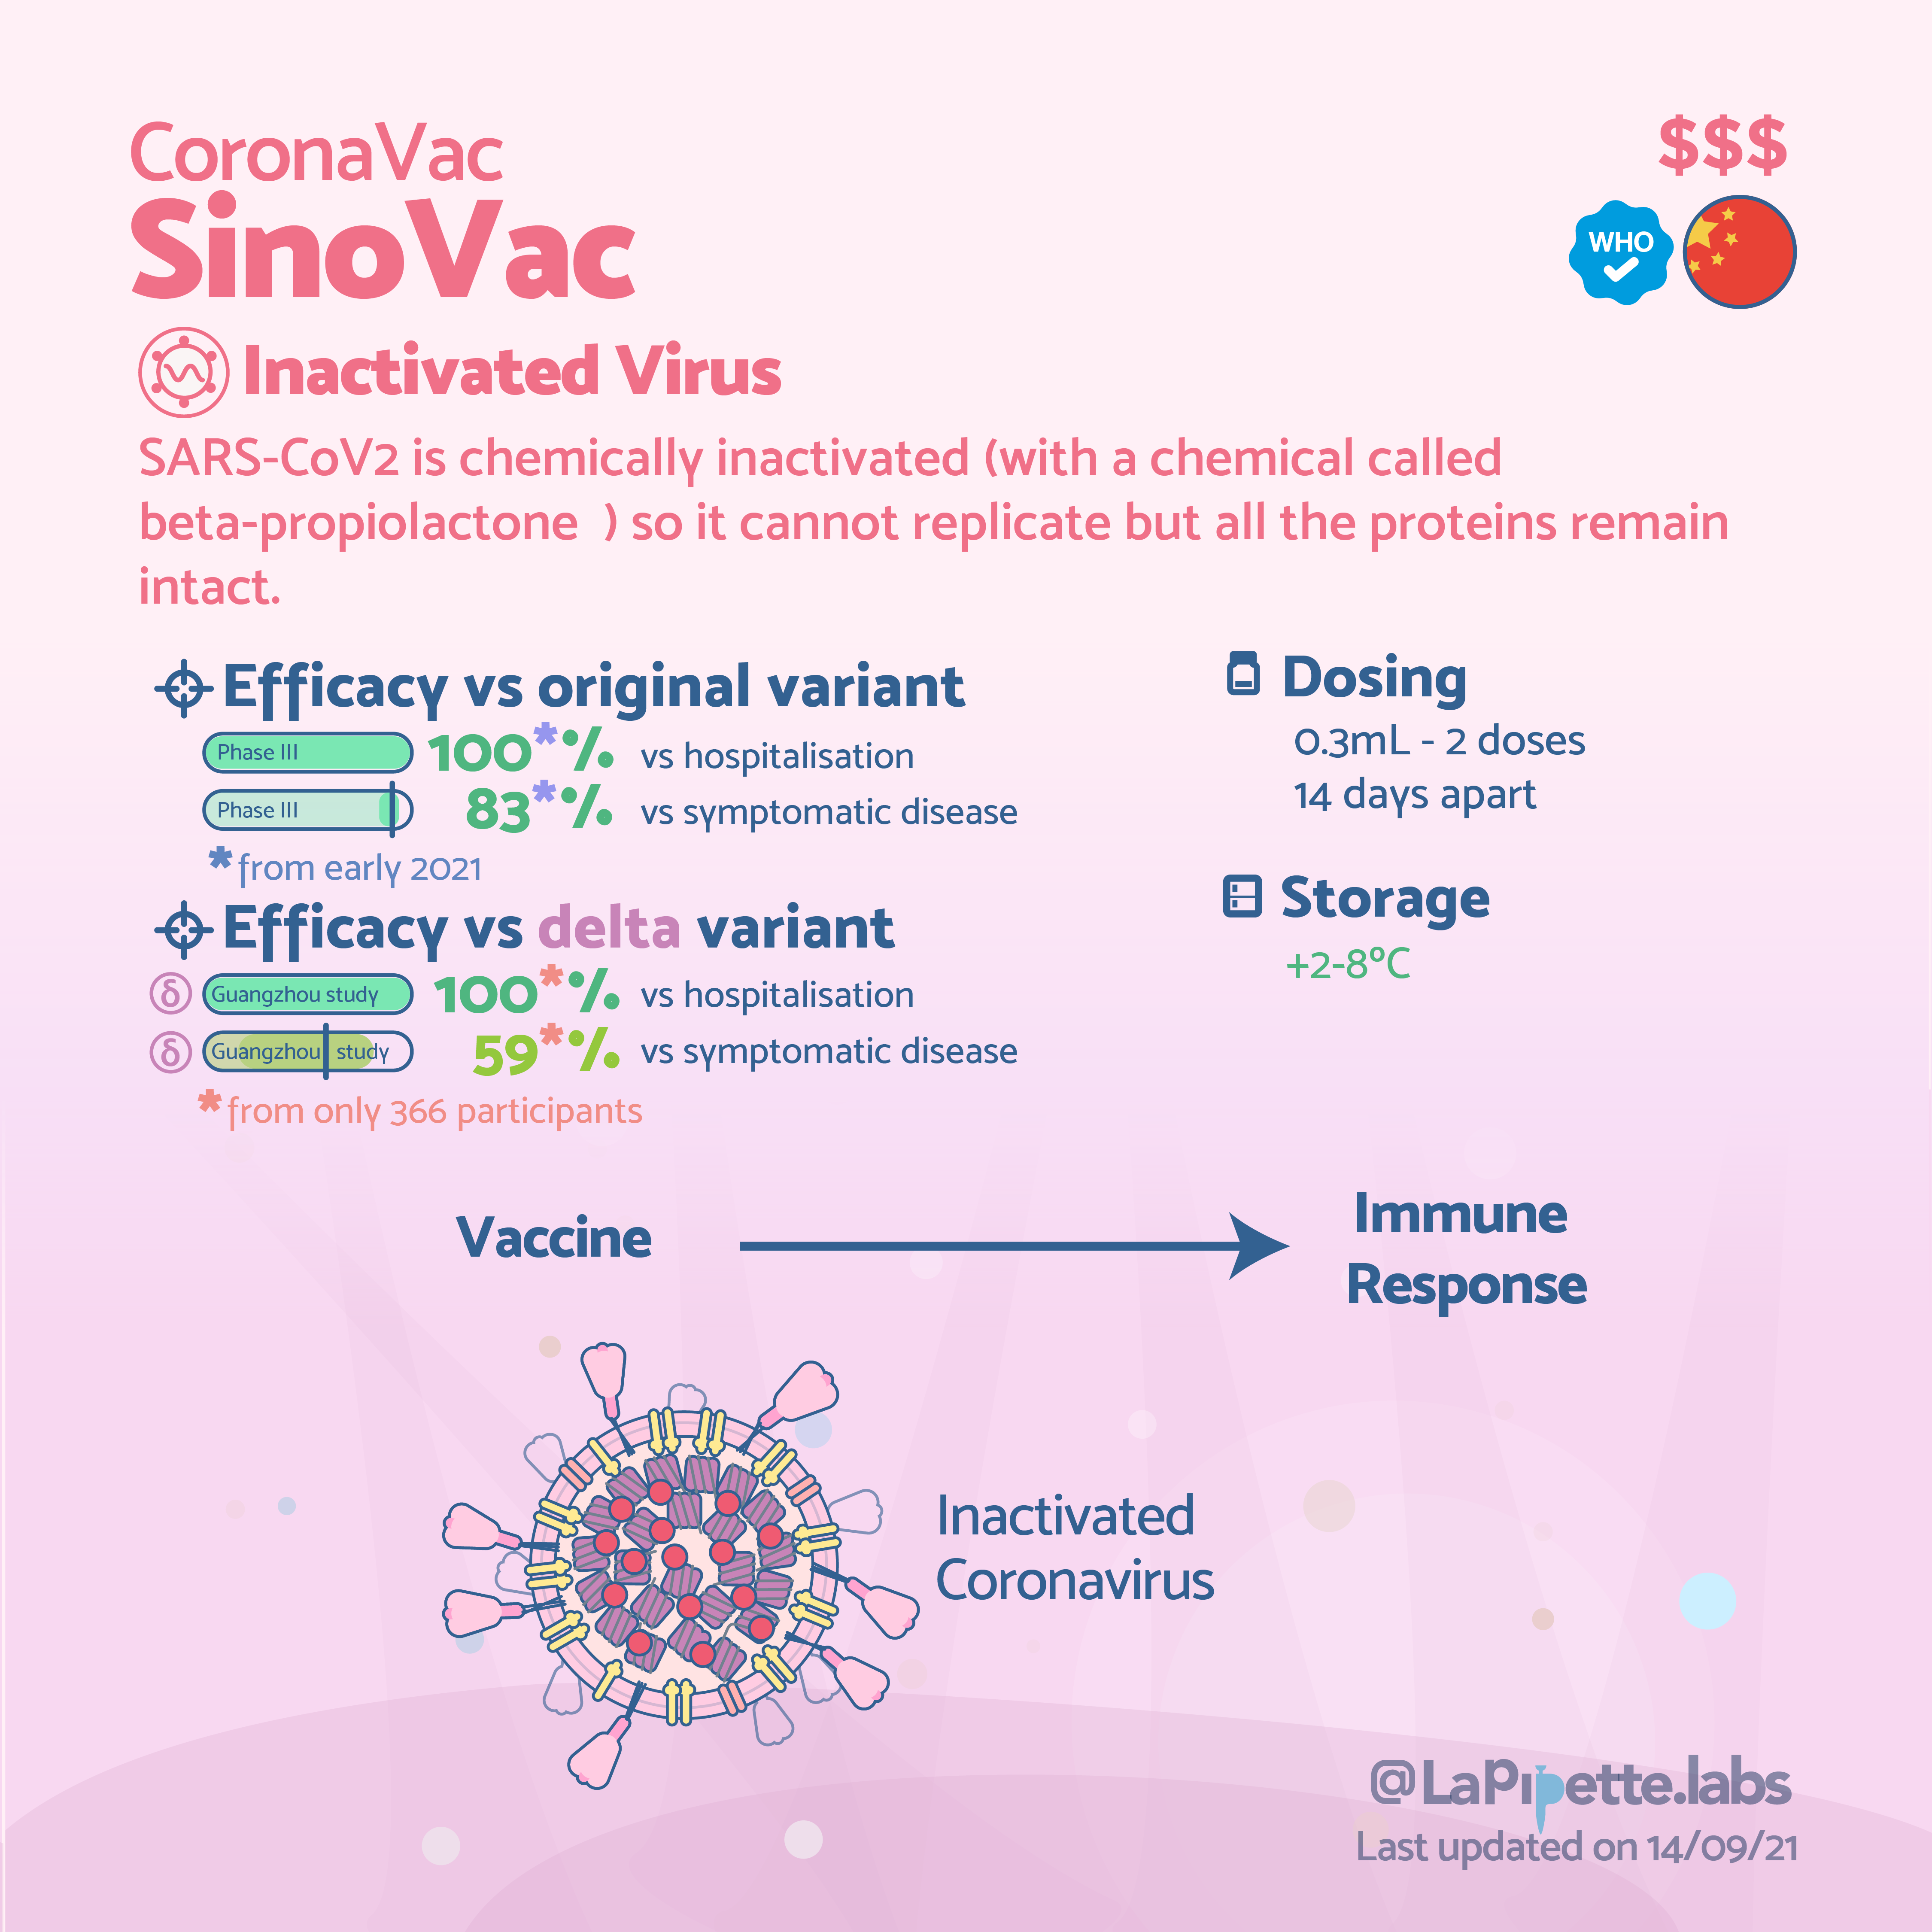 CoronaVac
$$$
SinoVac
WHO
Inactivated Virus
SARS-CoV2 is chemically inactivated (with a chemical called
beta-propiolactone  ) so it cannot replicate but all the proteins remain
intact.
Efficacy vs original variant
Phase III 100*% vs hospitalisation
Phase III 83*% vs symptomatic disease
*from early 2021
Efficacy vs delta variant
δ Guangzhou study 100*% vs hospitalisation
δ Guangzhou study 59*% vs symptomatic disease
*from only 366 participants
Dosing
0.3mL - 2 doses
14 days apart
Storage
+2-8ºC
Vaccine
Immune
Response
Inactivated
Coronavirus
@LaPipette.labs
Last updated on 14/09/21